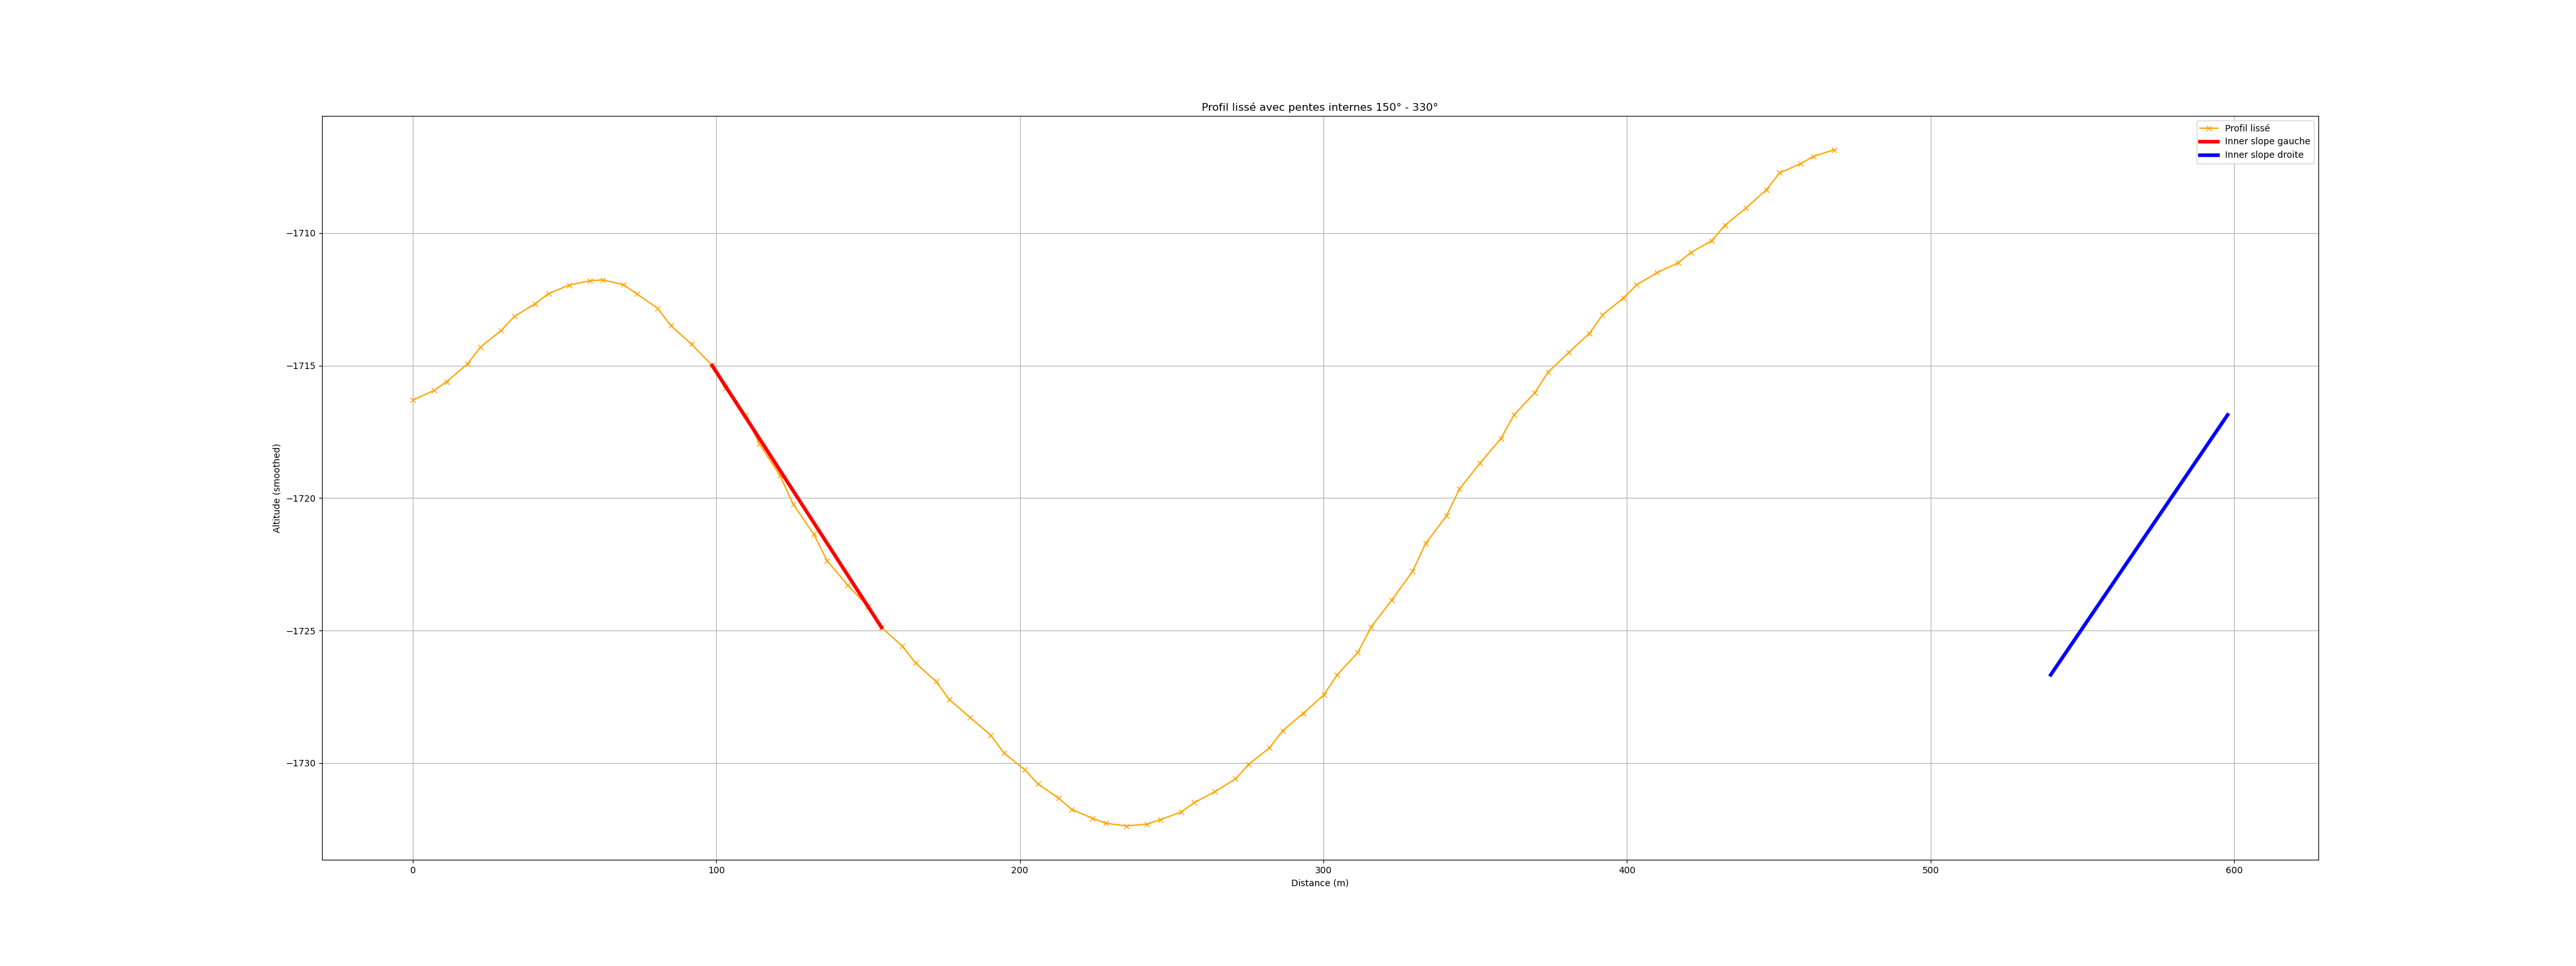 Profil lissé avec pentes internes 150° - 330°
Profil lissé
Inner slope gauche
Inner slope droite
Altitude (smoothed)
−1710
−1715
−1720
−1725
−1730
0
100
200
300
400
500
600
Distance (m)